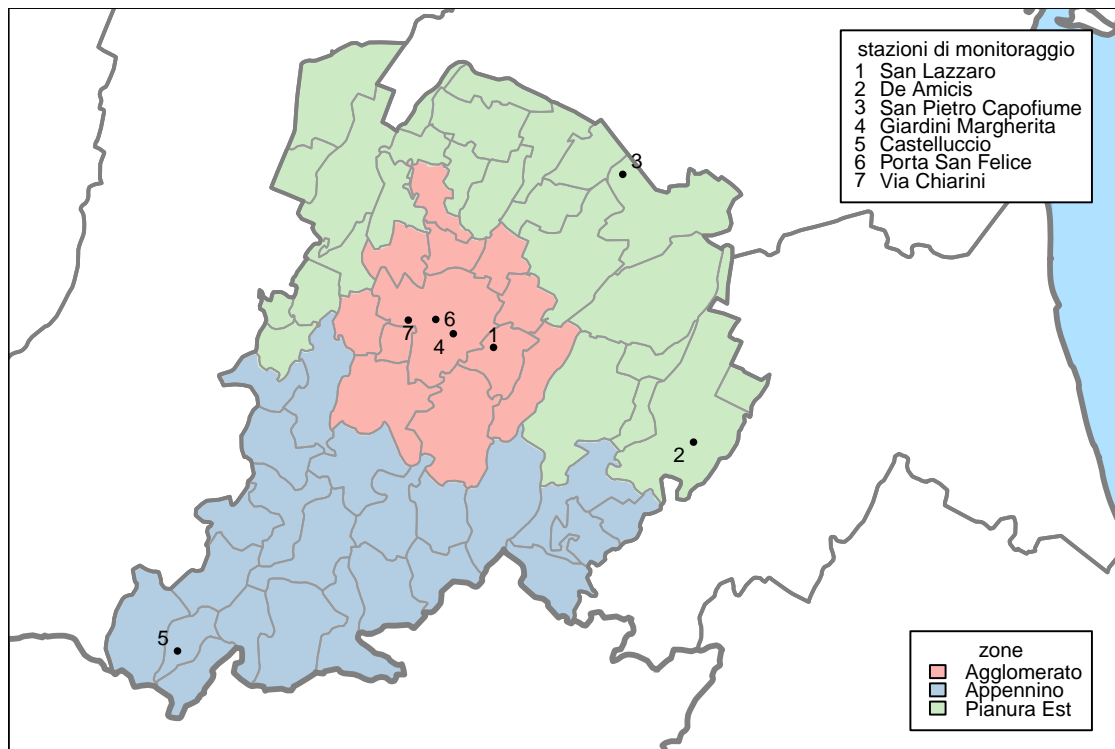 stazioni di monitoraggio
1 San Lazzaro
2 De Amicis
3 San Pietro Capofiume
4 Giardini Margherita
5 Castelluccio
6 Porta San Felice
7 Via Chiarini
3
7
6
4
1
2
5
zone
Agglomerato
Appennino
Pianura Est